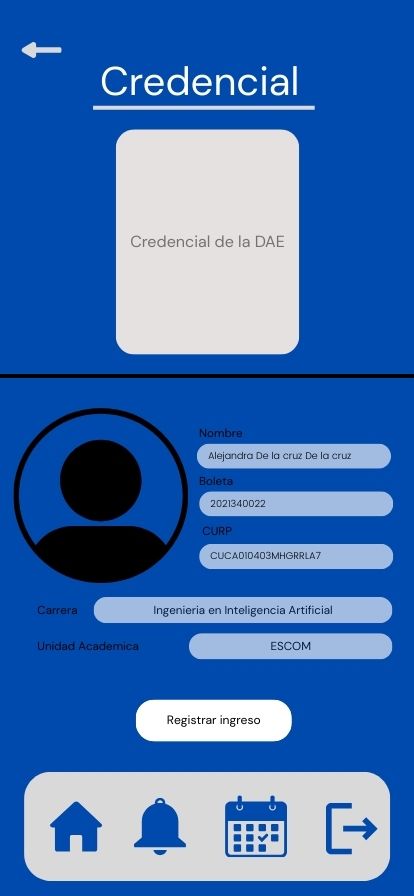 Credencial
Credencial de la DAE
Nombre
Alejandra De la cruz De la cruz
Boleta
2021340022
CURP
CUCA010403MHGRRLA7
Carrera
Ingenieria en Inteligencia Artificial
Unidad Academica
ESCOM
Registrar ingreso